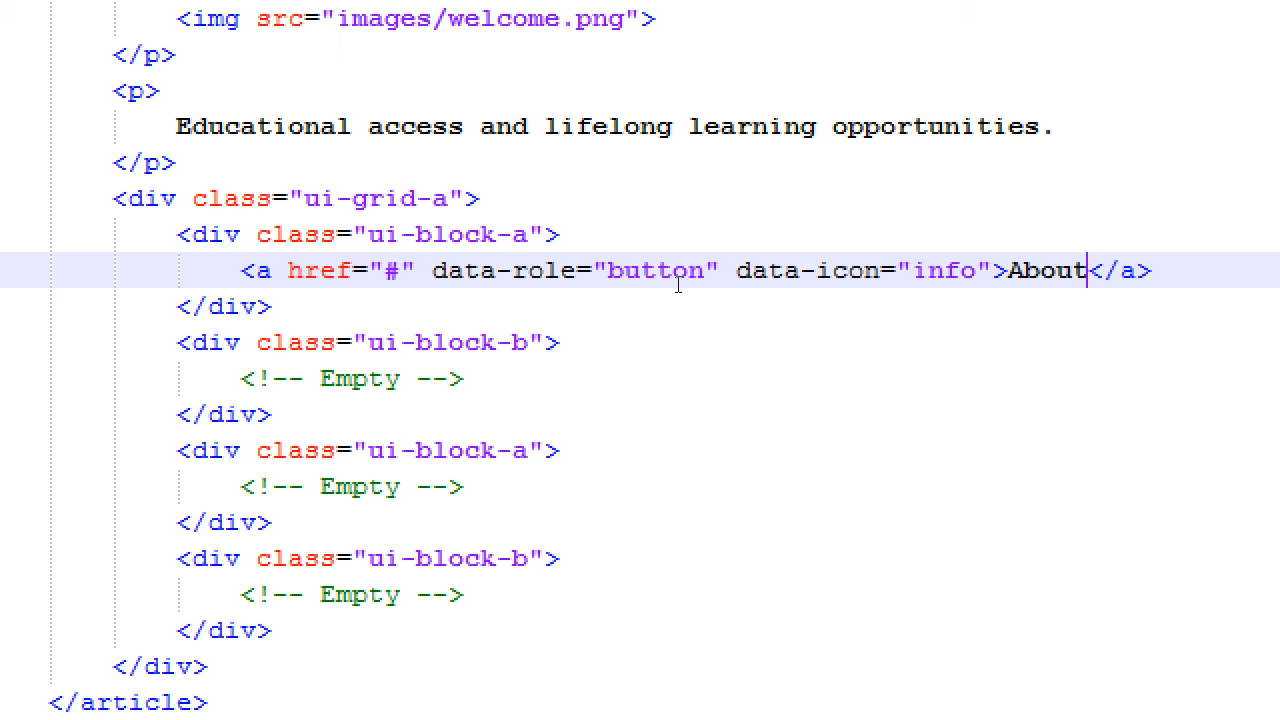 <img src="images/welcome.png">
</p>
<p>
Educational access and lifelong learning opportunities.
</p>
<div class="ui-grid-a">
<div class="ui-block-a">
<a href="#" data-role="button" data-icon="info">About</a>
</div>
<div class="ui-block-b">
<!-- Empty -->
</div>
<div class="ui-block-a">
<!-- Empty -->
</div>
<div class="ui-block-b">
<!-- Empty -->
</div>
</div>
</article>